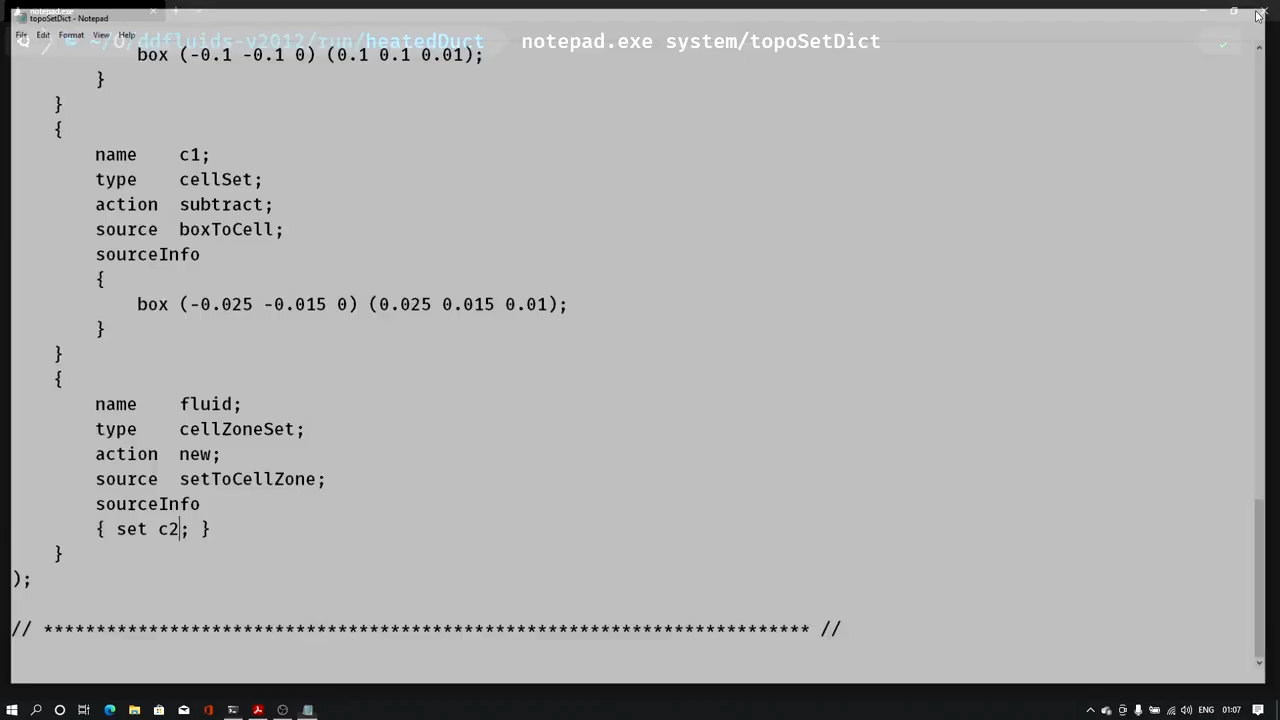 notepad.exe
topoSetDict - Notepad
File Edit Format View Help
~/O/ddfluids-v2012/run/heatedDuct notepad.exe system/topoSetDict
box (-0.1 -0.1 0) (0.1 0.1 0.01);
}
}
{
name c1;
type cellSet;
action subtract;
source boxToCell;
sourceInfo
{
box (-0.025 -0.015 0) (0.025 0.015 0.01);
}
}
{
name fluid;
type cellZoneSet;
action new;
source setToCellZone;
sourceInfo
{ set c2; }
}
);
// ************************************************************************* //
ENG 01:07